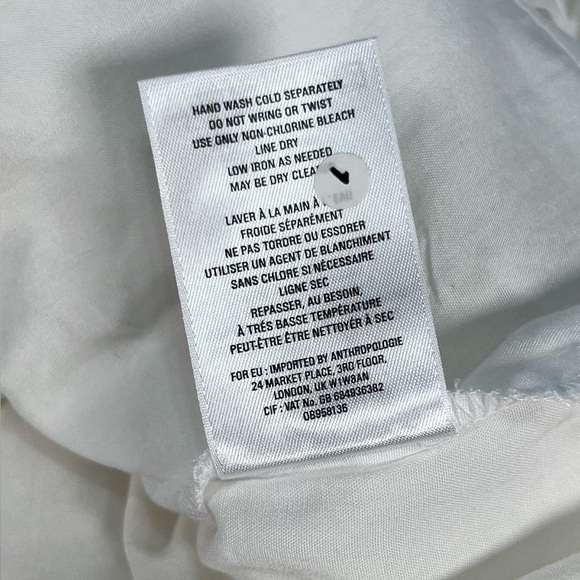 HAND WASH COLD SEPARATELY
DO NOT WRING OR TWIST
USE ONLY NON-CHLORINE BLEACH
LINE DRY
LOW IRON AS NEEDED
MAY BE DRY
LAVER À LA MAIN À L'EAU
FROIDE SÉPARÉMENT
NE PAS TORDRE OU ESSORER
UTILISER UN AGENT DE BLANCHIMENT
SANS CHLORE SI NÉCESSAIRE
LIGNE SEC
REPASSER, AU BESOIN,
À TRÈS BASSE TEMPÉRATURE
PEUT-ÊTRE ÊTRE NETTOYÉR À SEC
FOR EU : IMPORTED BY ANTHROPOLOGIE
24 MARKET PLACE, 3RD FLOOR,
LONDON, UK W1W8AN
CIF : VAT No. GB 684936382
OB958136